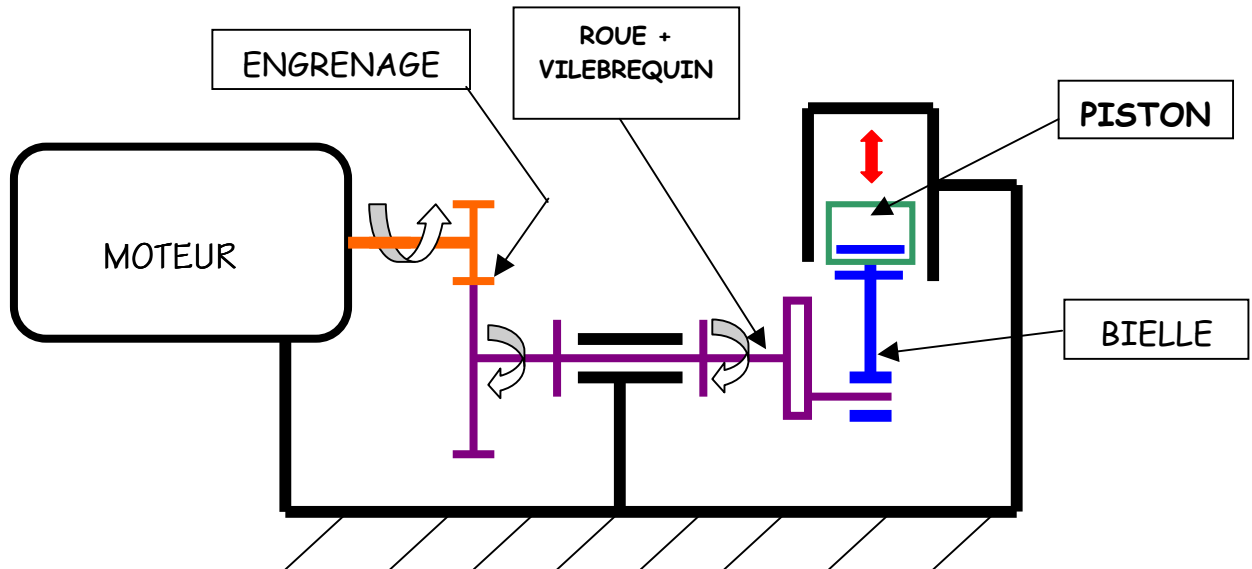 ENGRENAGE
ROUE +
VILEBREQUIN
PISTON
MOTEUR
BIELLE